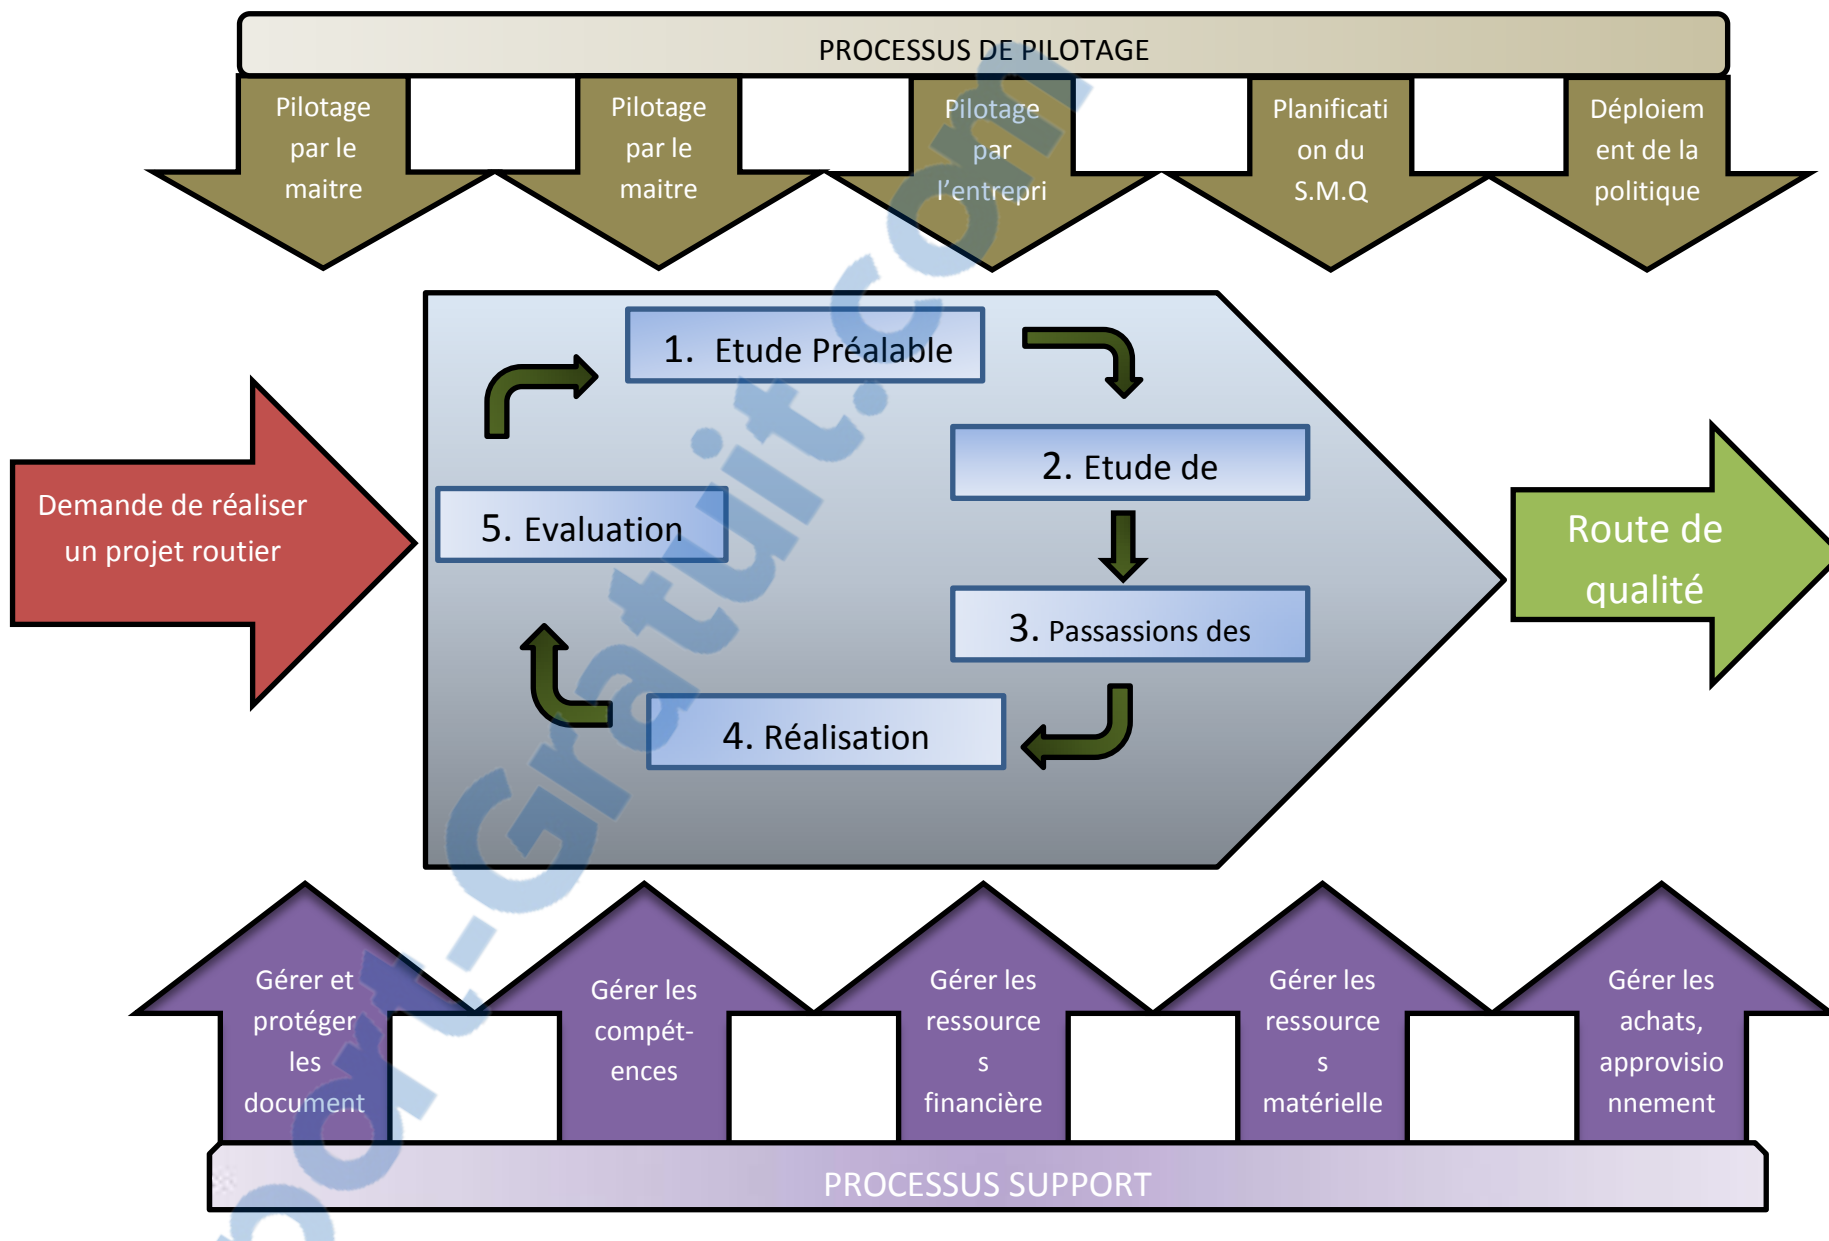 PROCESSUS DE PILOTAGE
Pilotage
par le
maitre
Pilotage
par le
maitre
Pilotage
par
l'entrepri
Planificati
on du
S.M.Q
Déploiem
ent de la
politique
1. Etude Préalable
2. Etude de
3. Passassions des
4. Réalisation
5. Evaluation
Demande de réaliser
un projet routier
Route de
qualité
Gérer et
protéger
les
document
Gérer les
compét-
ences
Gérer les
ressource
s
financière
Gérer les
ressource
s
matérielle
Gérer les
achats,
approvisio
nnement
PROCESSUS SUPPORT
port-Gratuit.com